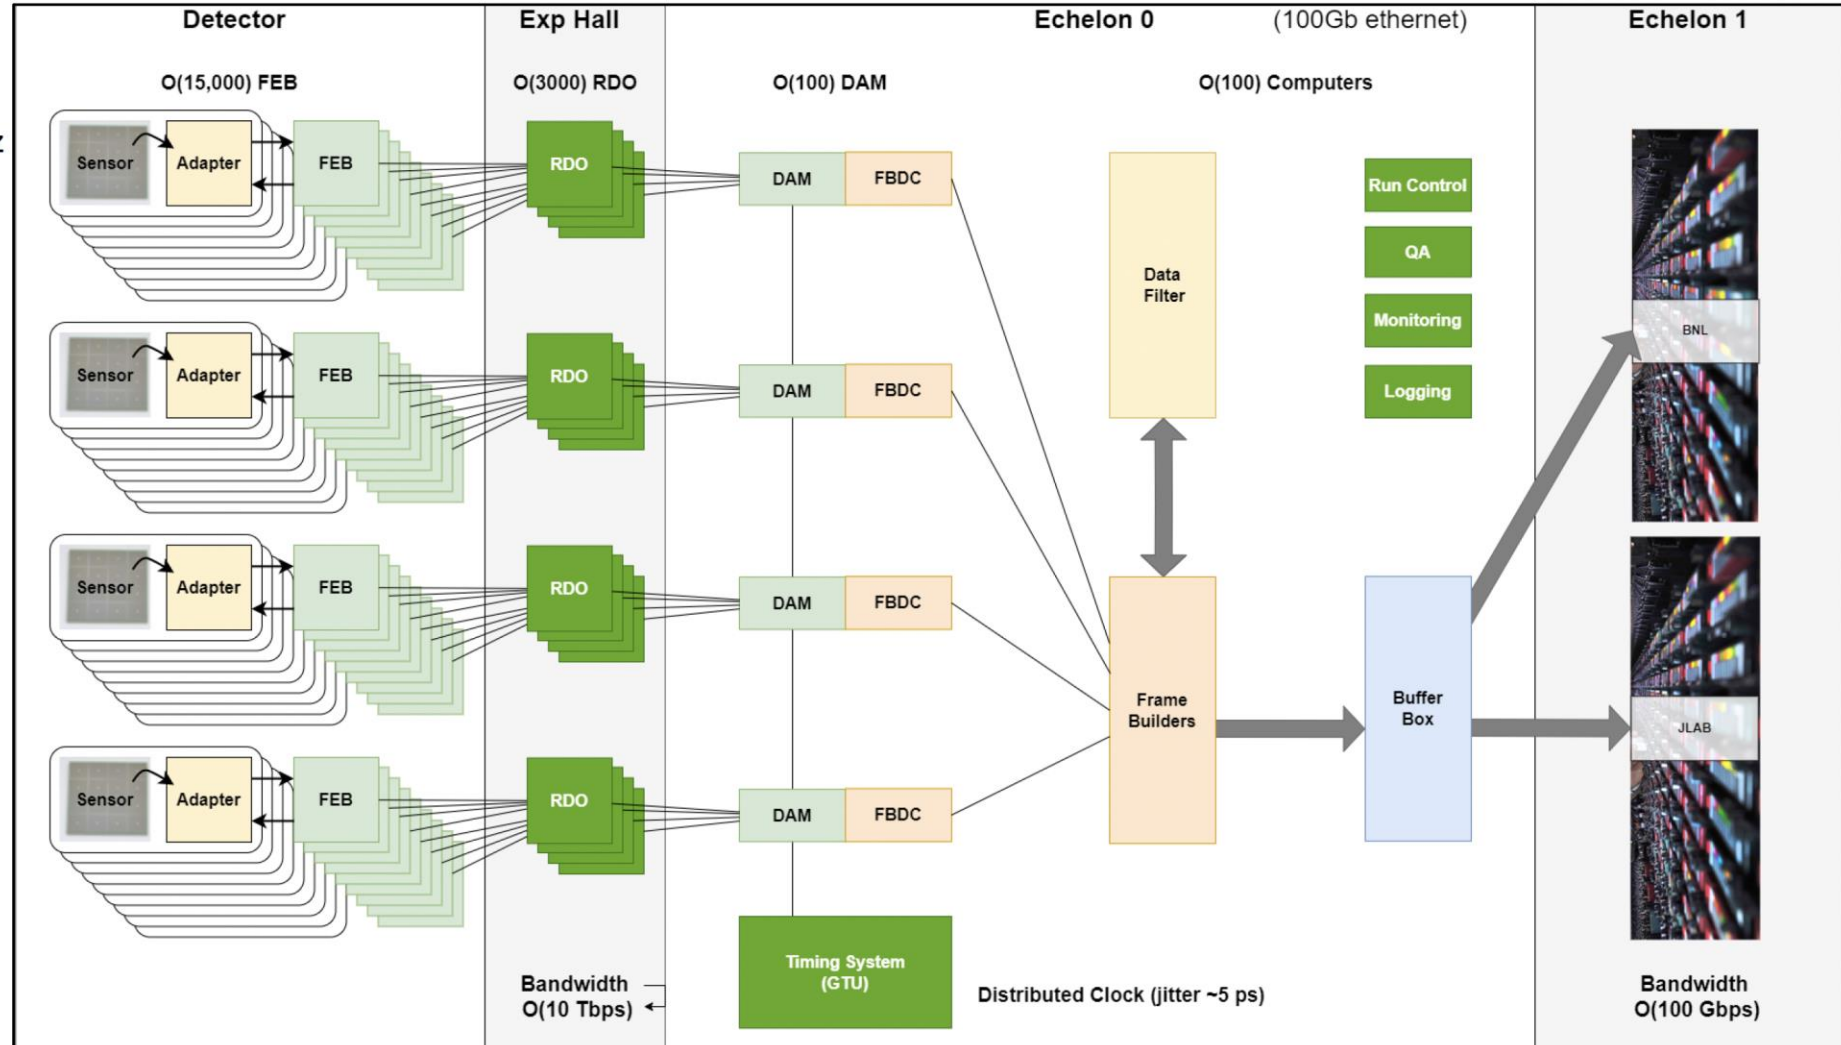 Detector
Exp Hall
Echelon 0
(100Gb ethernet)
Echelon 1
O(15,000) FEB
O(3000) RDO
O(100) DAM
O(100) Computers
z
Sensor
Adapter
FEB
RDO
DAM
FBDC
Sensor
Adapter
FEB
RDO
DAM
FBDC
Sensor
Adapter
FEB
RDO
DAM
FBDC
Sensor
Adapter
FEB
RDO
DAM
FBDC
Data
Filter
Run Control
QA
Monitoring
Logging
BNL
Frame
Builders
Buffer
Box
JLAB
Timing System
(GTU)
Bandwidth
O(10 Tbps)
Distributed Clock (jitter ~5 ps)
Bandwidth
O(100 Gbps)